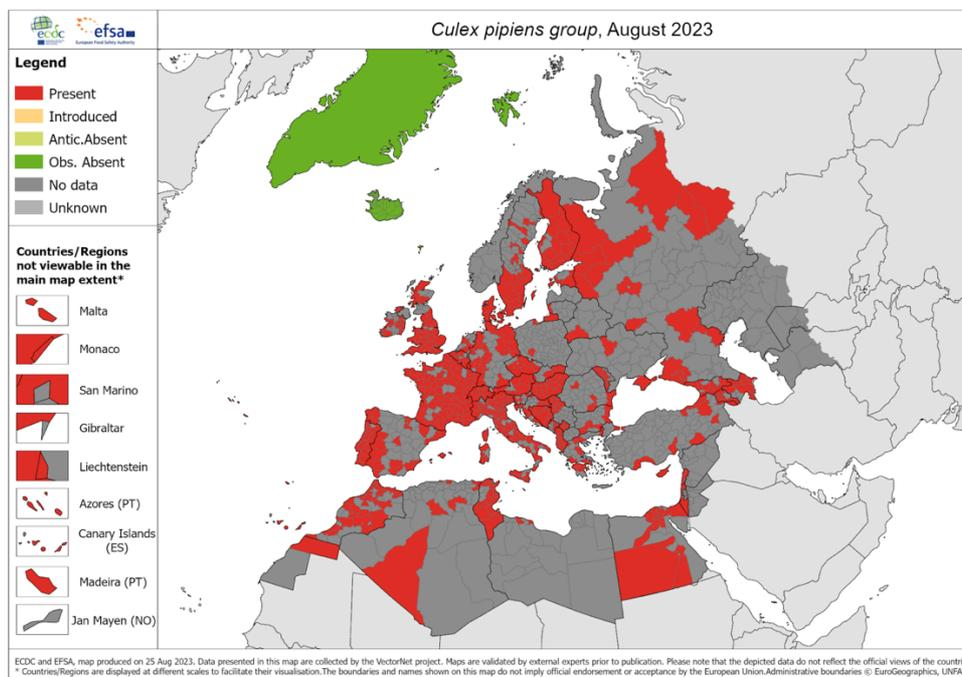 ecdc
efsa
European Food Safety Authority
Culex pipiens group, August 2023
Legend
Present
Introduced
Antic.Absent
Obs. Absent
No data
Unknown
Countries/Regions
not viewable in the
main map extent*
Malta
Monaco
San Marino
Gibraltar
Liechtenstein
Azores (PT)
Canary Islands
(ES)
Madeira (PT)
Jan Mayen (NO)
ECDC and EFSA, map produced on 25 Aug 2023. Data presented in this map are collected by the VectorNet project. Maps are validated by external experts prior to publication. Please note that the depicted data do not reflect the official views of the countri
* Countries/Regions are displayed at different scales to facilitate their visualisation.The boundaries and names shown on this map do not imply official endorsement or acceptance by the European Union.Administrative boundaries © EuroGeographics, UNFA